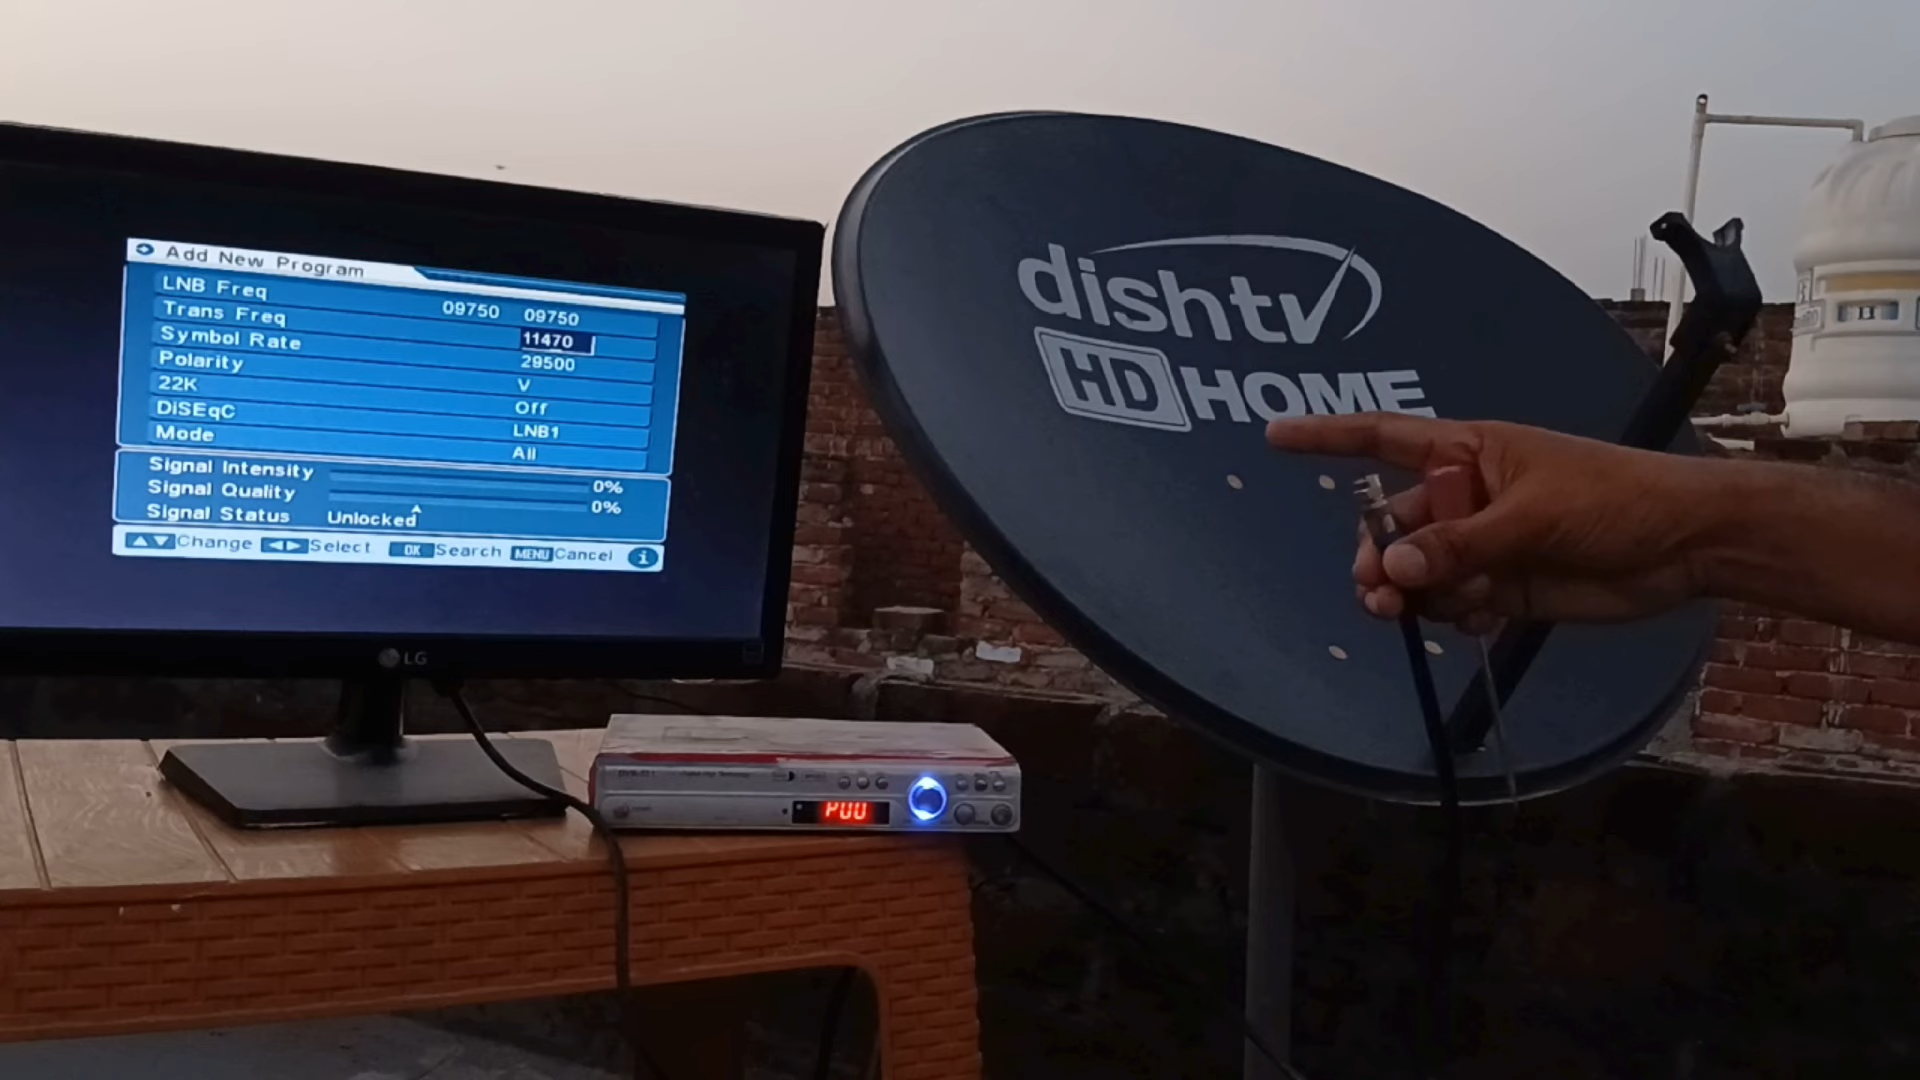 Add New Program
LNB Freq 09750 09750
Trans Freq 11470
Symbol Rate 29500
Polarity V
22K Off
DiSEqC LNB1
Mode All
Signal Intensity 0%
Signal Quality 0%
Signal Status Unlocked
Change Select OK Search MENU Cancel i
LG
P00
dishtv
HD HOME